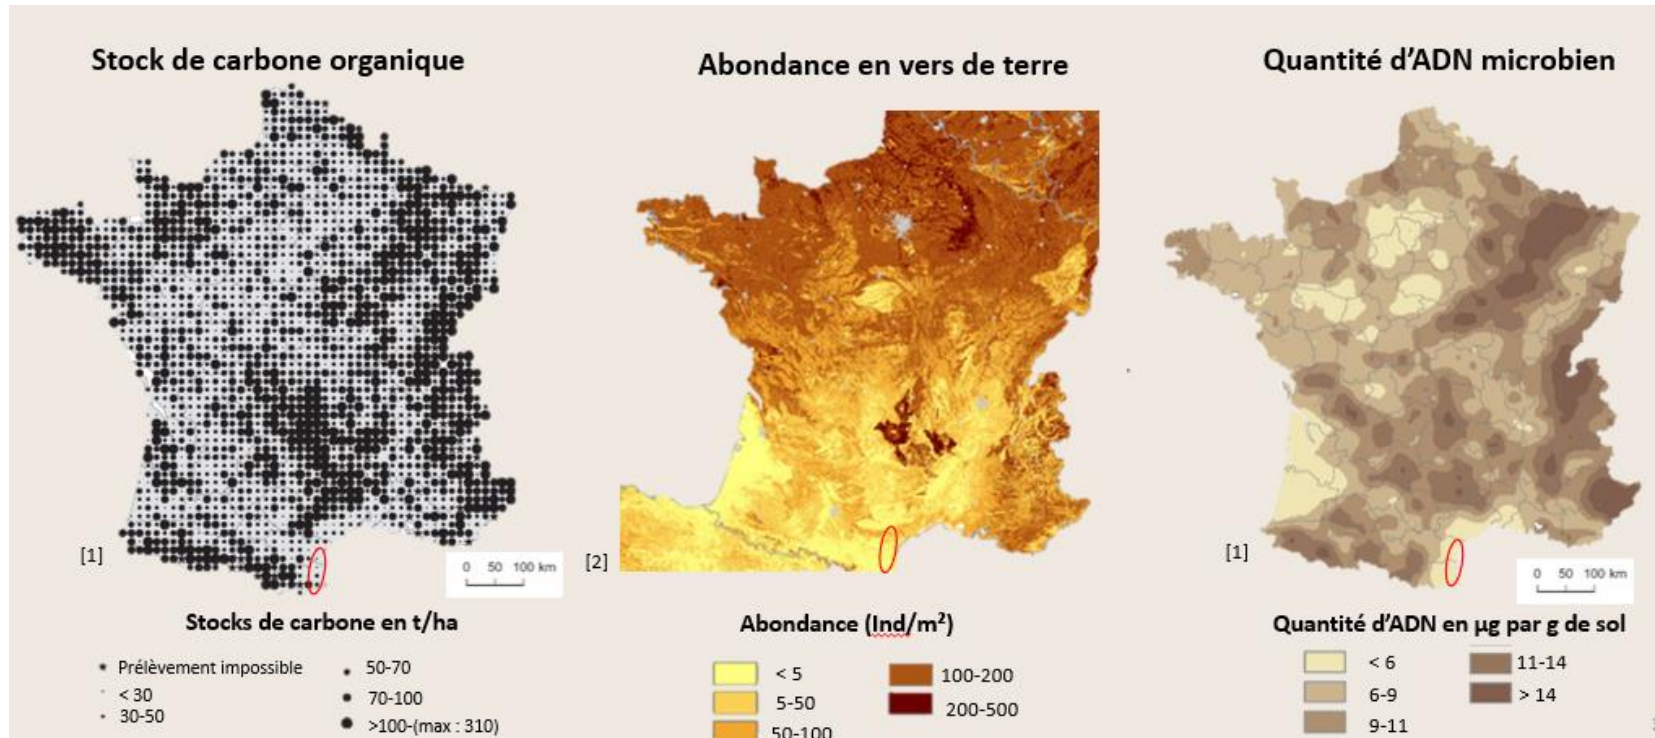 Stock de carbone organique
Abondance en vers de terre
Quantité d'ADN microbien
[1]
0 50 100 km
[2]
[1]
0 50 100 km
Stocks de carbone en t/ha
Prélèvement impossible
< 30
30-50
50-70
70-100
>100-(max : 310)
Abondance (Ind/m²)
< 5
5-50
50-100
100-200
200-500
Quantité d'ADN en µg par g de sol
< 6
6-9
9-11
11-14
> 14